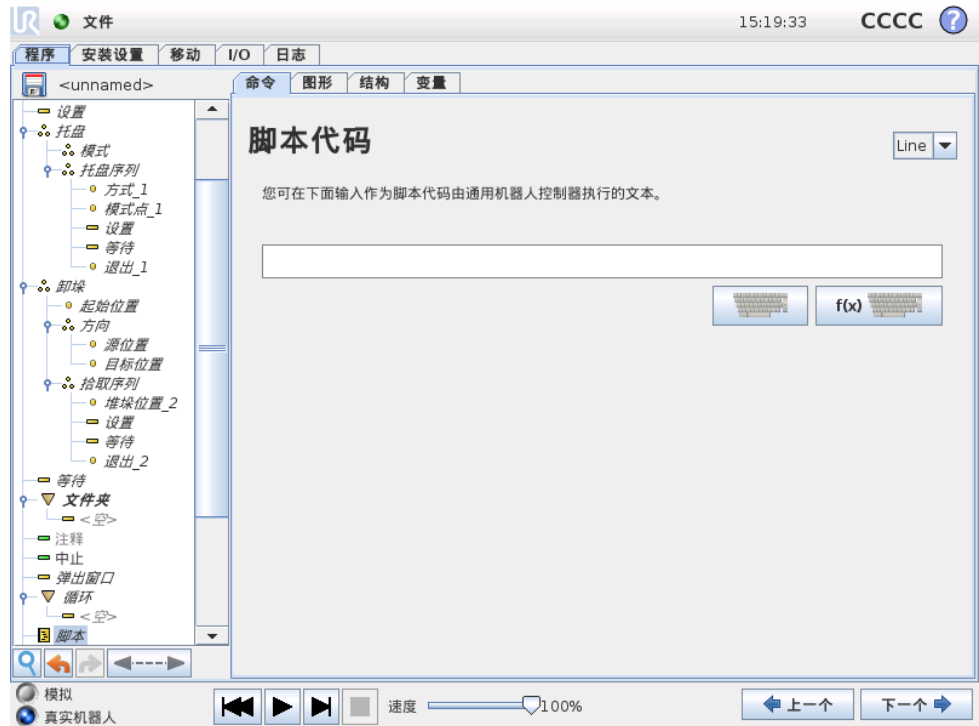 UR 文件 15:19:33 CCCC ?
程序 安装设置 移动 I/O 日志
<unnamed>
设置
托盘
模式
托盘序列
方式_1
模式点_1
设置
等待
退出_1
卸垛
起始位置
方向
源位置
目标位置
拾取序列
堆垛位置_2
设置
等待
退出_2
等待
文件夹
<空>
注释
中止
弹出窗口
循环
<空>
脚本
命令 图形 结构 变量
脚本代码
Line
您可在下面输入作为脚本代码由通用机器人控制器执行的文本。
f(x)
模拟
真实机器人
速度 100%
上一个 下一个